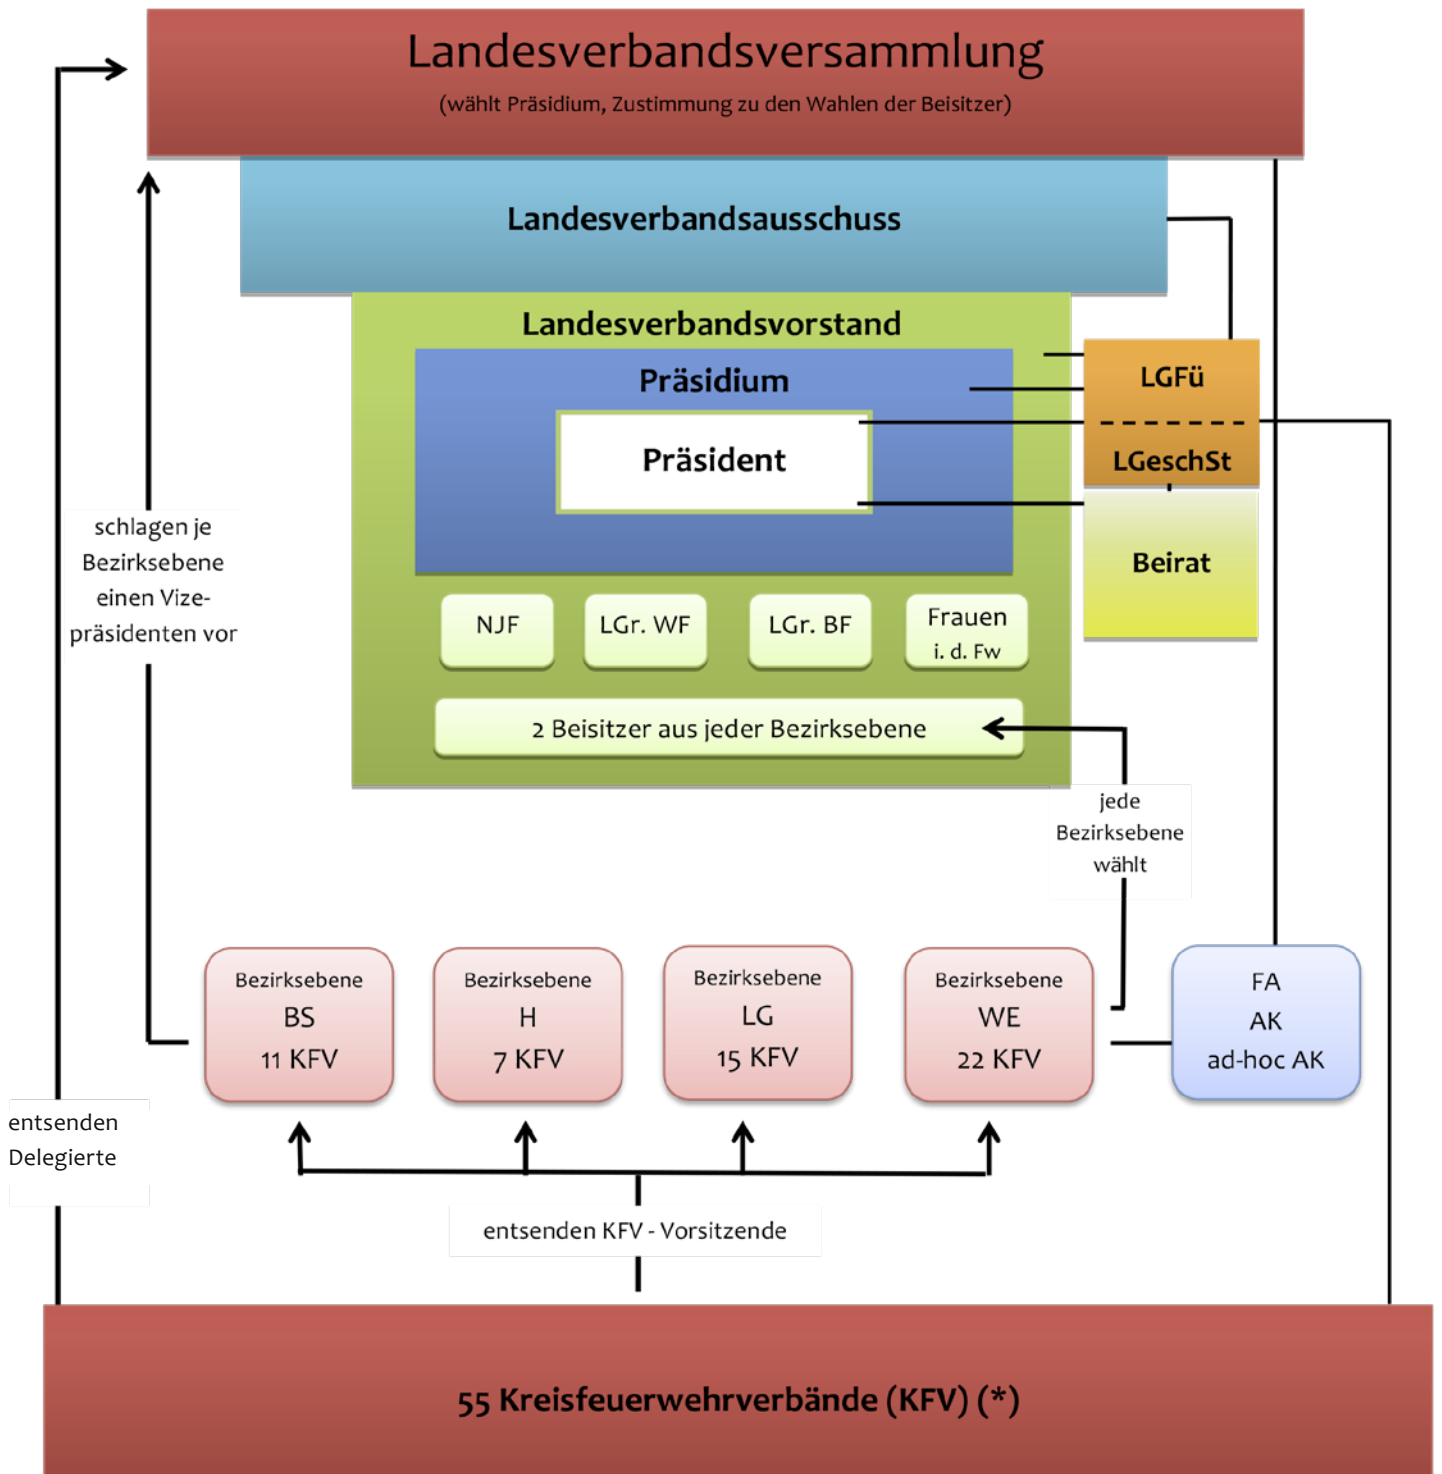 Landesverbandsversammlung
(wählt Präsidium, Zustimmung zu den Wahlen der Beisitzer)
Landesverbandsausschuss
Landesverbandsvorstand
Präsidium
Präsident
LGFü
LGeschSt
Beirat
schlagen je
Bezirksebene
einen Vize-
präsidenten vor
NJF
LGr. WF
LGr. BF
Frauen
i. d. Fw
2 Beisitzer aus jeder Bezirksebene
jede
Bezirksebene
wählt
Bezirksebene
BS
11 KFV
Bezirksebene
H
7 KFV
Bezirksebene
LG
15 KFV
Bezirksebene
WE
22 KFV
FA
AK
ad-hoc AK
entsenden
Delegierte
entsenden KFV - Vorsitzende
55 Kreisfeuerwehrverbände (KFV) (*)